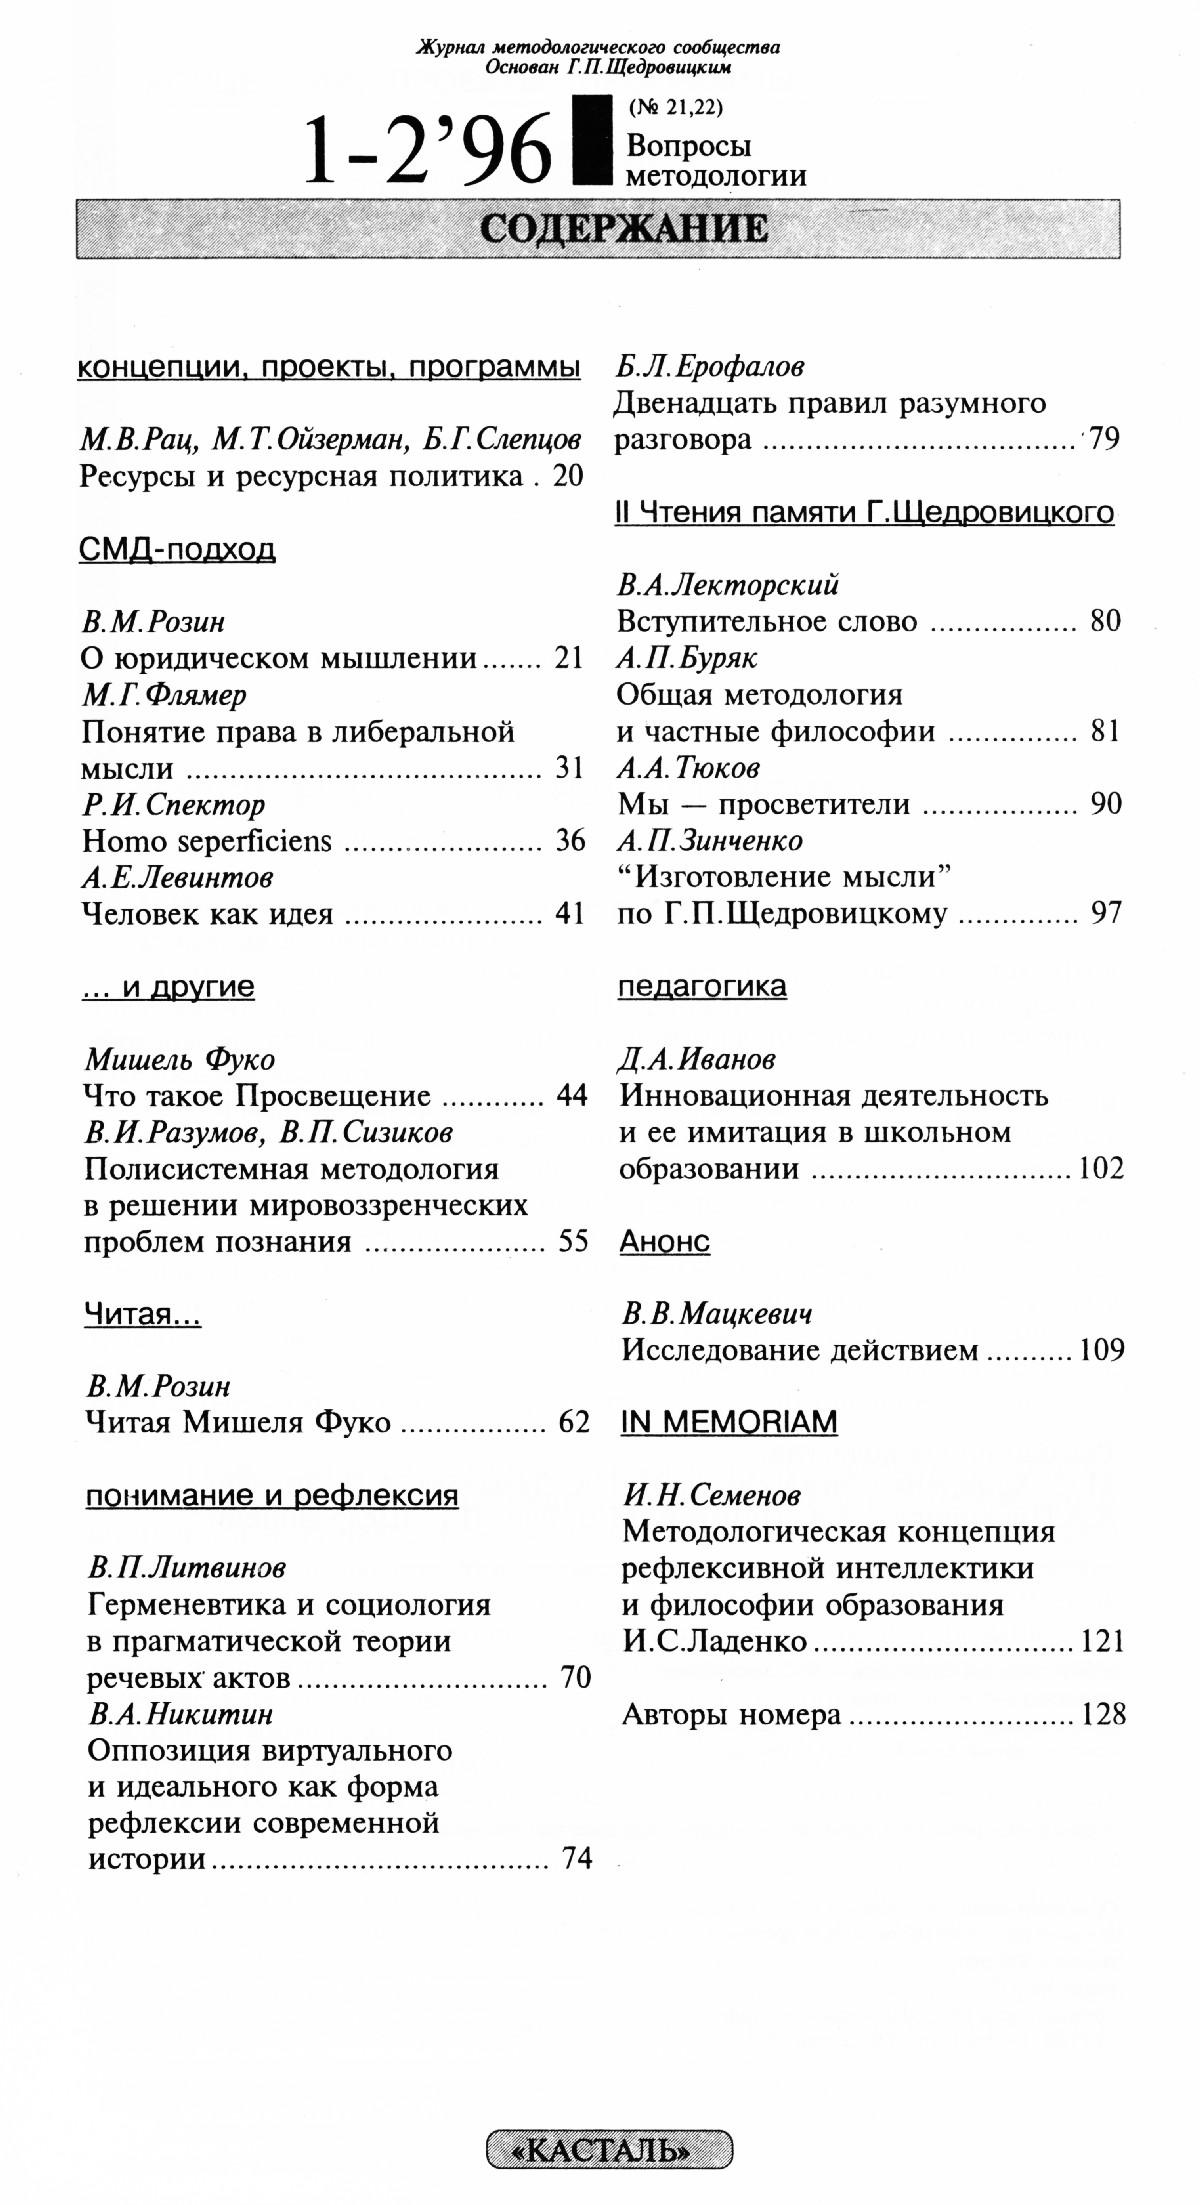 Журнал методологического сообщества
Основан Г.П.Щедровицким
1-2’96
(№ 21,22)
Вопросы
методологии
СОДЕРЖАНИЕ
концепции, проекты, программы
М.В.Рац, М.Т.Ойзерман, Б.Г.Слепцов
Ресурсы и ресурсная политика . 20
СМД-подход
В.М.Розин
О юридическом мышлении....... 21
М.Г.Флямер
Понятие права в либеральной
мысли ......................................... 31
Р.И.Спектор
Homo seperficiens ....................... 36
А.Е.Левинтов
Человек как идея ....................... 41
... и другие
Мишель Фуко
Что такое Просвещение ............ 44
В.И.Разумов, В.П.Сизиков
Полисистемная методология
в решении мировоззренческих
проблем познания ..................... 55
Читая...
В.М.Розин
Читая Мишеля Фуко ................. 62
понимание и рефлексия
В.П.Литвинов
Герменевтика и социология
в прагматической теории
речевых актов............................. 70
В.А.Никитин
Оппозиция виртуального
и идеального как форма
рефлексии современной
истории....................................... 74
Б.Л.Ерофалов
Двенадцать правил разумного
разговора .................................... 79
II Чтения памяти Г.Щедровицкого
В.А.Лекторский
Вступительное слово ................. 80
А.П.Буряк
Общая методология
и частные философии ............... 81
А.А.Тюков
Мы — просветители .................. 90
А.П.Зинченко
“Изготовление мысли”
по Г.П.Щедровицкому .............. 97
педагогика
Д.А.Иванов
Инновационная деятельность
и ее имитация в школьном
образовании .............................. 102
Анонс
В.В.Мацкевич
Исследование действием.......... 109
IN MEMORIAM
И.Н.Семенов
Методологическая концепция
рефлексивной интеллектики
и философии образования
И.С.Ладенко.............................. 121
Авторы номера.......................... 128
«КАСТАЛЬ»